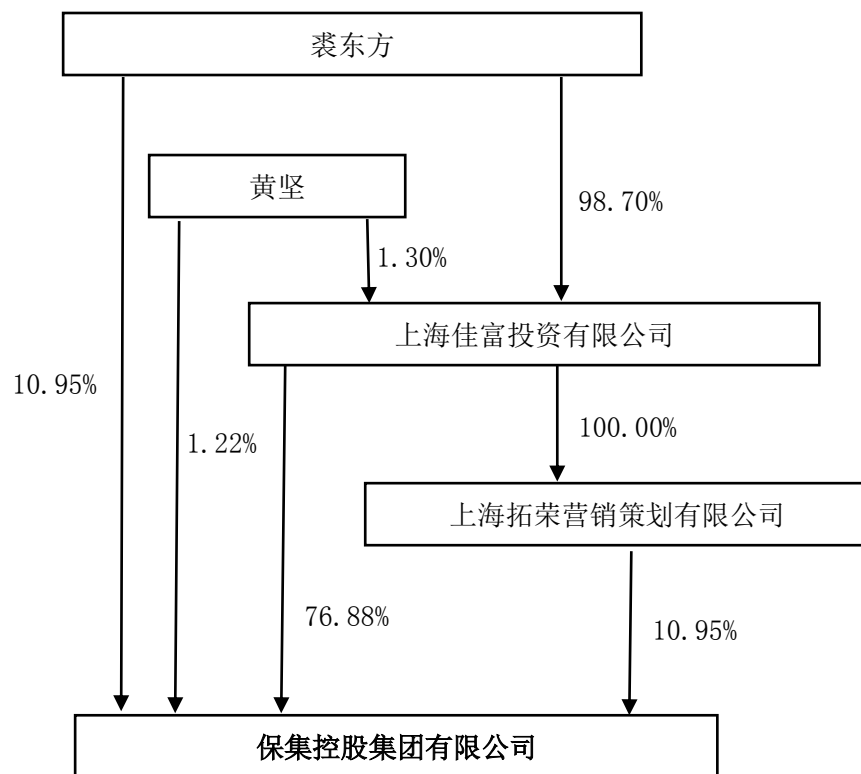 裘东方
黄坚
98.70%
1.30%
上海佳富投资有限公司
10.95%
1.22%
100.00%
上海拓荣营销策划有限公司
76.88%
10.95%
保集控股集团有限公司